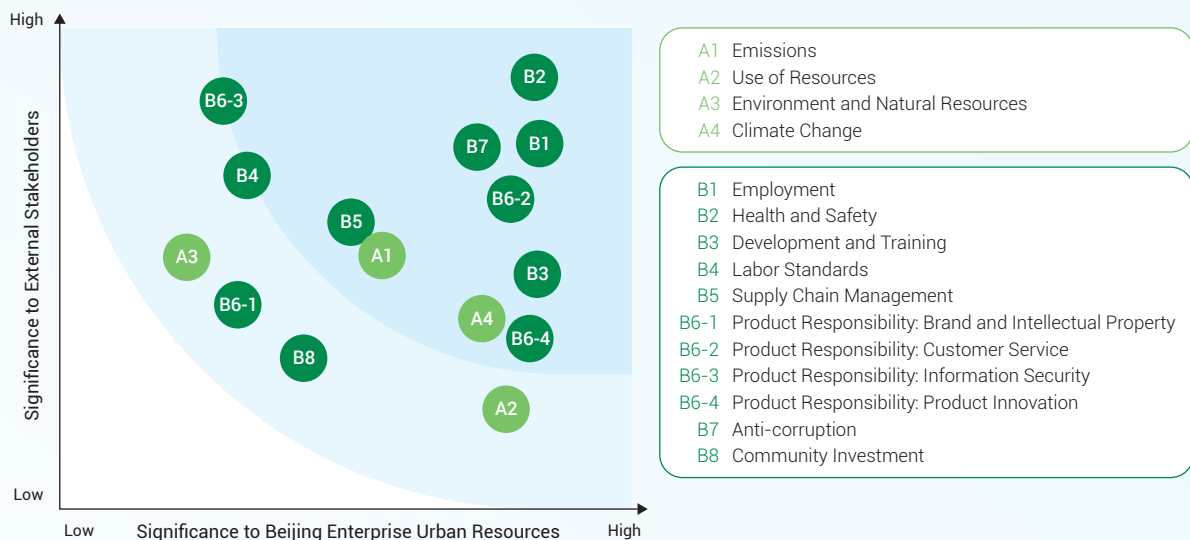 High
Significance to External Stakeholders
Low
Low
Significance to Beijing Enterprise Urban Resources
High
B2
B6-3
B7
B1
B4
B6-2
B5
A1
A3
B3
B6-1
A4
B6-4
B8
A2
A1 Emissions
A2 Use of Resources
A3 Environment and Natural Resources
A4 Climate Change
B1 Employment
B2 Health and Safety
B3 Development and Training
B4 Labor Standards
B5 Supply Chain Management
B6-1 Product Responsibility: Brand and Intellectual Property
B6-2 Product Responsibility: Customer Service
B6-3 Product Responsibility: Information Security
B6-4 Product Responsibility: Product Innovation
B7 Anti-corruption
B8 Community Investment